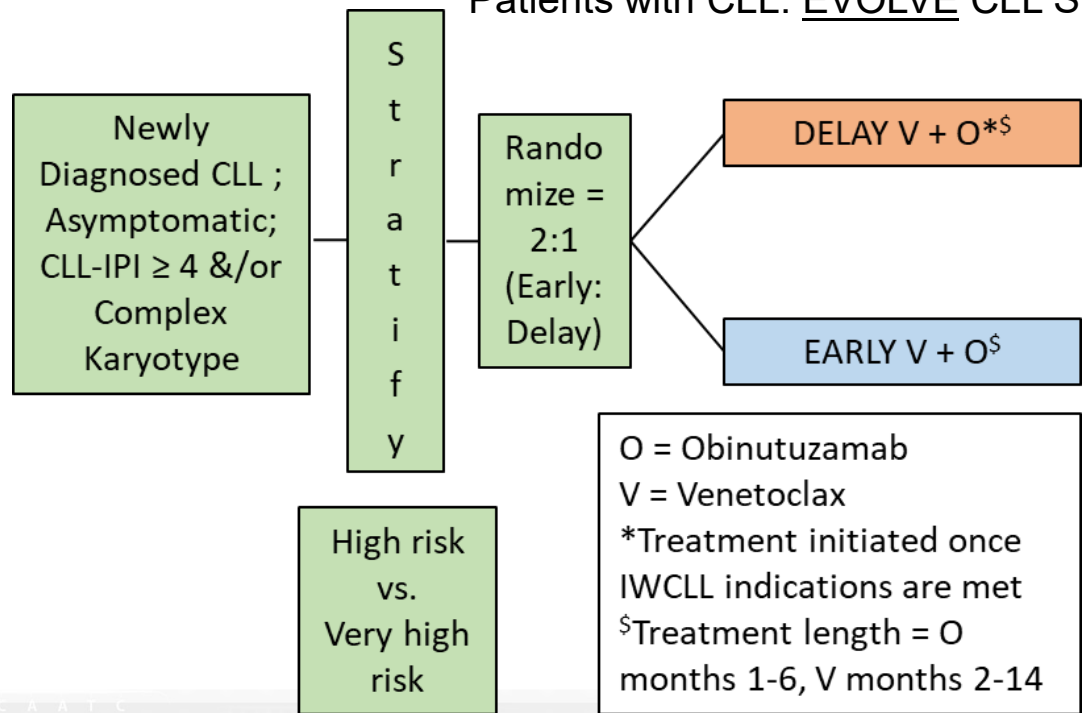 Patients with CLL: EVOLVE CLL S
Newly
Diagnosed CLL ;
Asymptomatic;
CLL-IPI ≥ 4 &/or
Complex
Karyotype
S
t
r
a
t
i
f
y
Rando
mize =
2:1
(Early:
Delay)
DELAY V + O*$
EARLY V + O$
High risk
vs.
Very high
risk
O = Obinutuzamab
V = Venetoclax
*Treatment initiated once
IWCLL indications are met
$Treatment length = O
months 1-6, V months 2-14